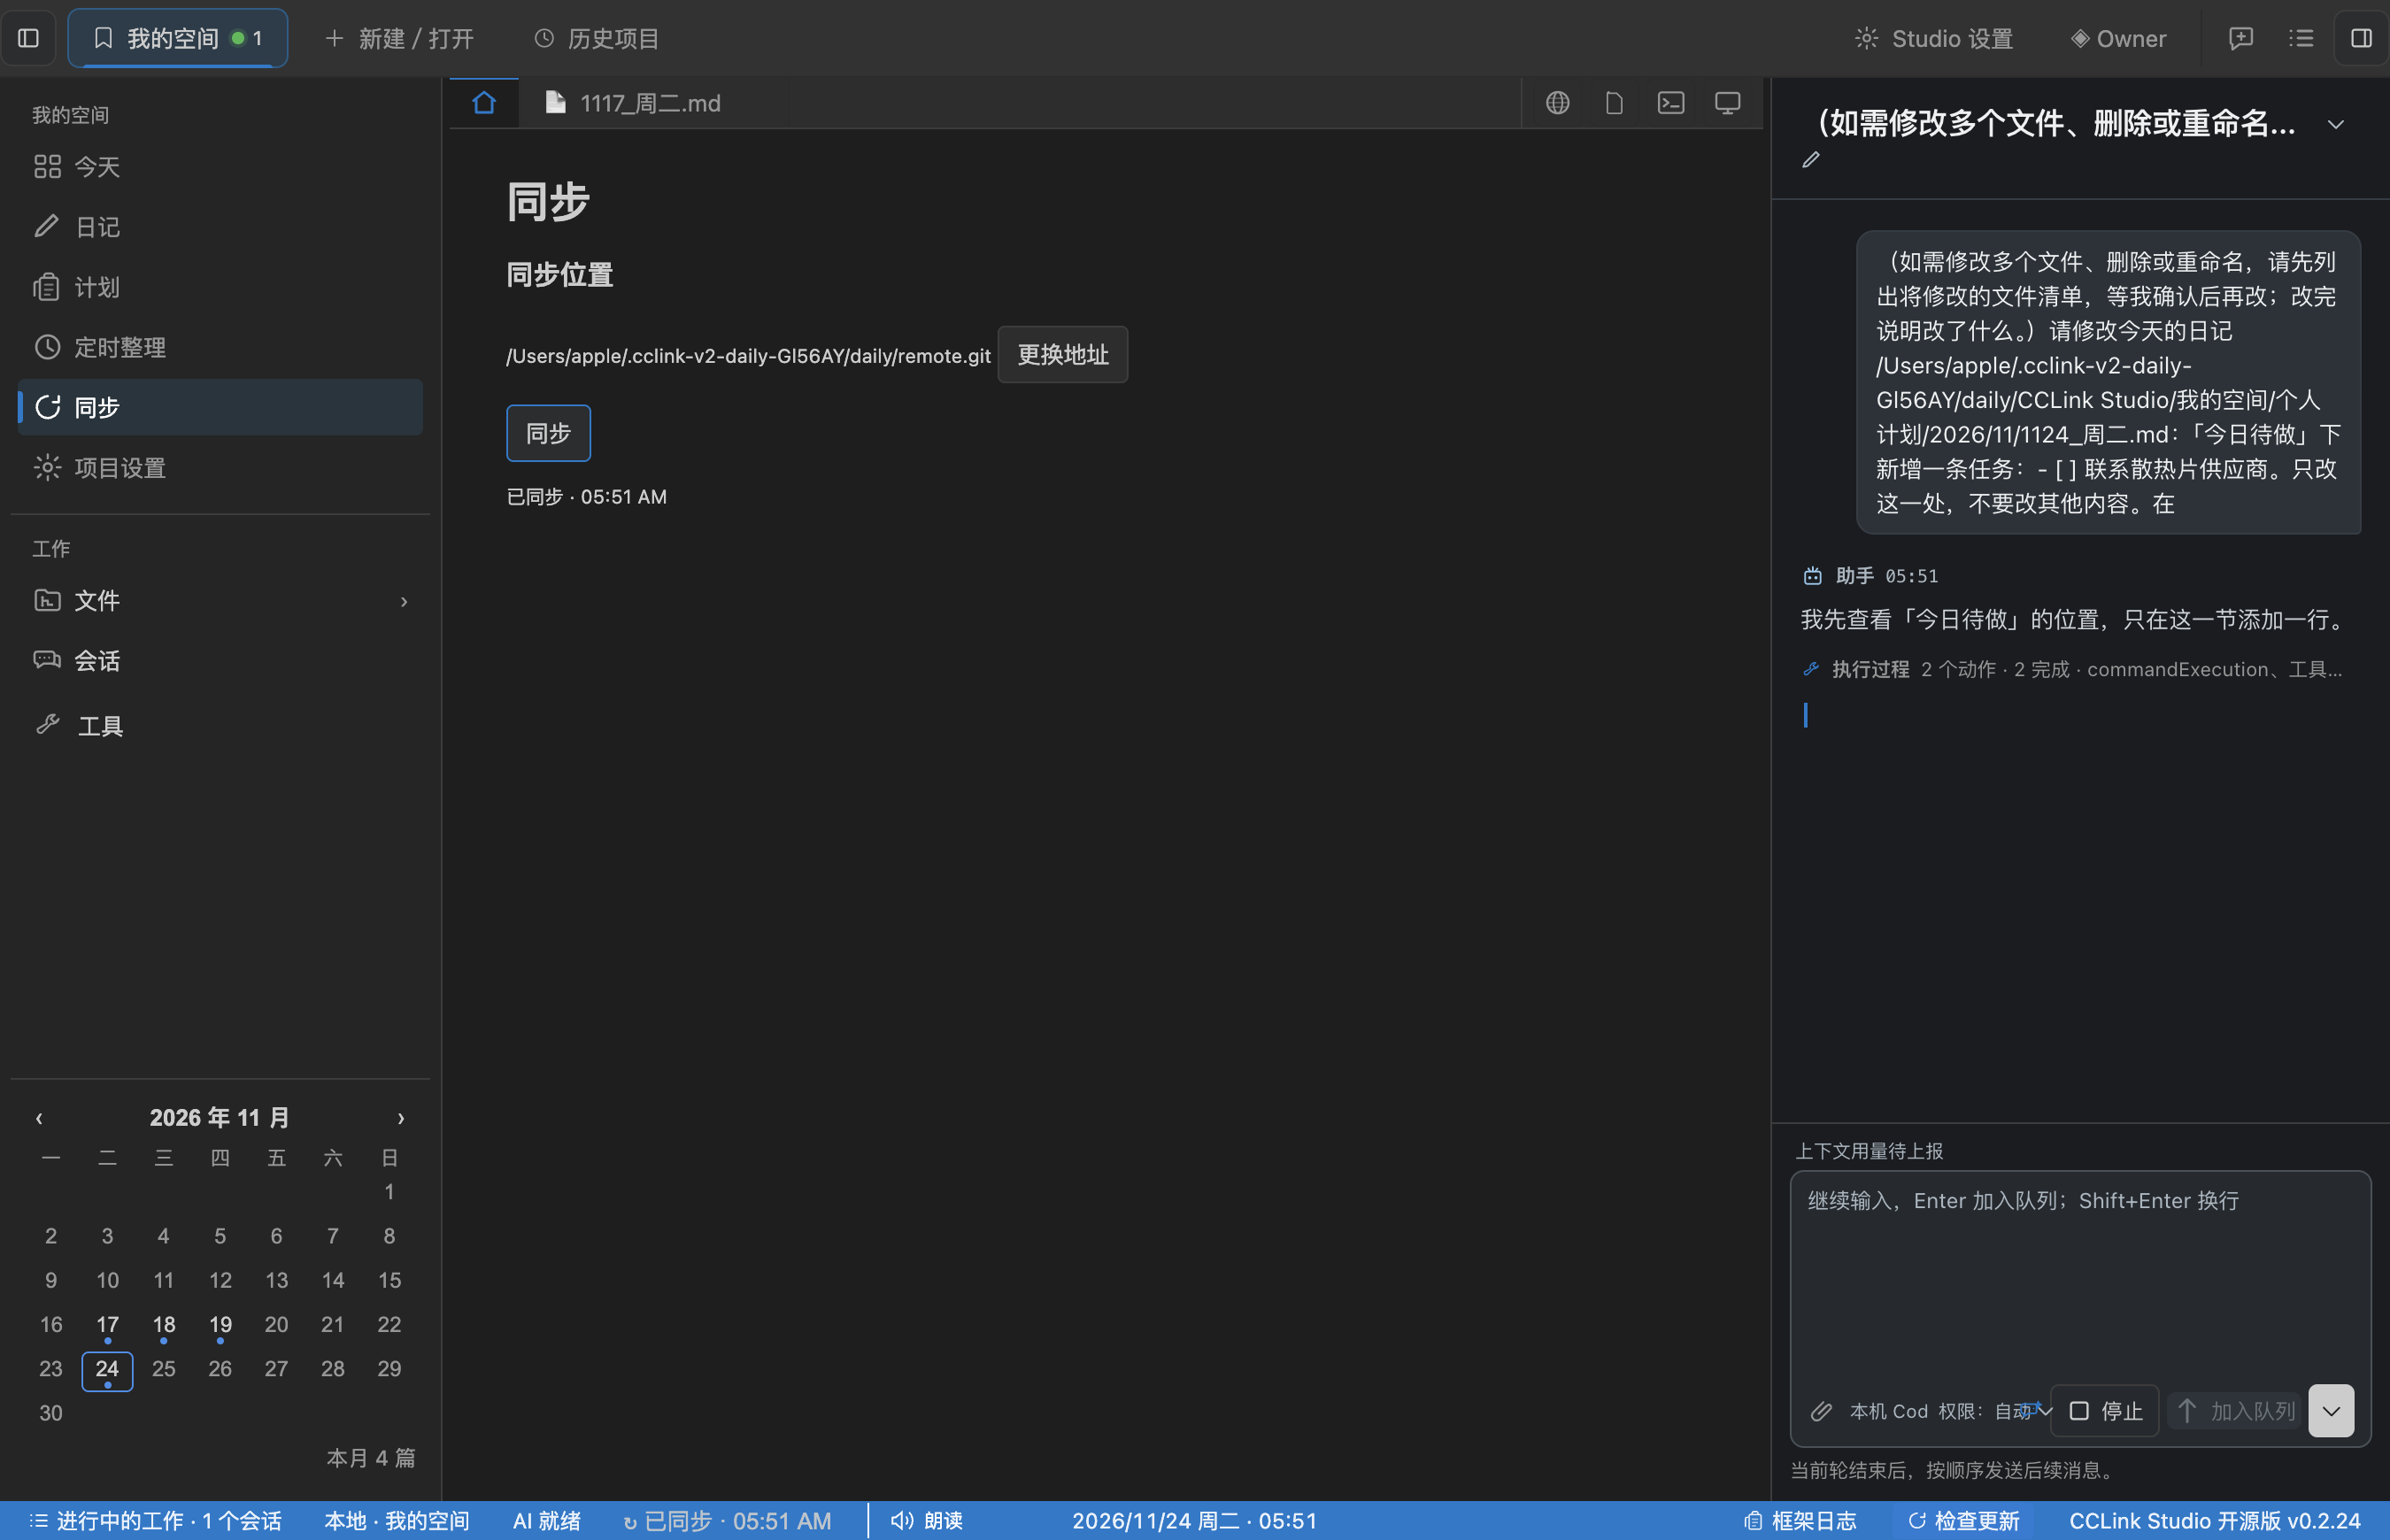 我的空间 1
新建 / 打开
历史项目
Studio 设置
Owner
我的空间
今天
日记
计划
定时整理
同步
项目设置
工作
文件
会话
工具
‹ 2026 年 11 月 ›
一 二 三 四 五 六 日
1
2 3 4 5 6 7 8
9 10 11 12 13 14 15
16 17 18 19 20 21 22
23 24 25 26 27 28 29
30
本月 4 篇
1117_周二.md
同步
同步位置
/Users/apple/.cclink-v2-daily-GI56AY/daily/remote.git 更换地址
同步
已同步 · 05:51 AM
（如需修改多个文件、删除或重命名...
（如需修改多个文件、删除或重命名，请先列
出将修改的文件清单，等我确认后再改；改完
说明改了什么。）请修改今天的日记
/Users/apple/.cclink-v2-daily-
GI56AY/daily/CCLink Studio/我的空间/个人
计划/2026/11/1124_周二.md：「今日待做」下
新增一条任务：- [ ] 联系散热片供应商。只改
这一处，不要改其他内容。在
助手 05:51
我先查看「今日待做」的位置，只在这一节添加一行。
执行过程 2 个动作 · 2 完成 · commandExecution、工具...
上下文用量待上报
继续输入，Enter 加入队列；Shift+Enter 换行
本机 Cod 权限：自动 停止 加入队列
当前轮结束后，按顺序发送后续消息。
进行中的工作 · 1 个会话
本地 · 我的空间
AI 就绪
↻ 已同步 · 05:51 AM
朗读
2026/11/24 周二 · 05:51
框架日志
检查更新
CCLink Studio 开源版 v0.2.24